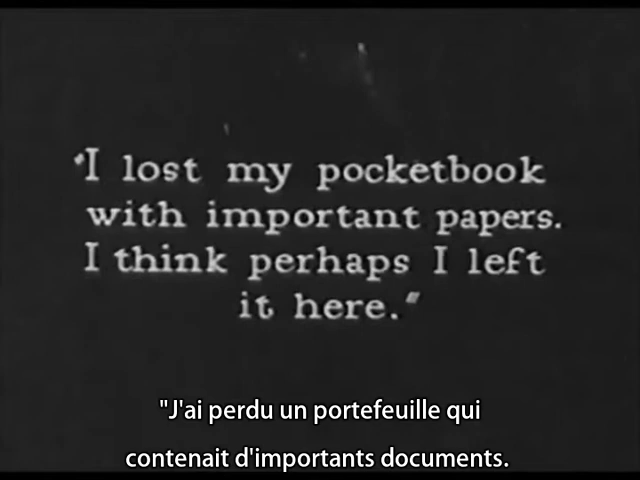 "I lost my pocketbook
with important papers.
I think perhaps I left
it here."
"J'ai perdu un portefeuille qui
contenait d'importants documents.